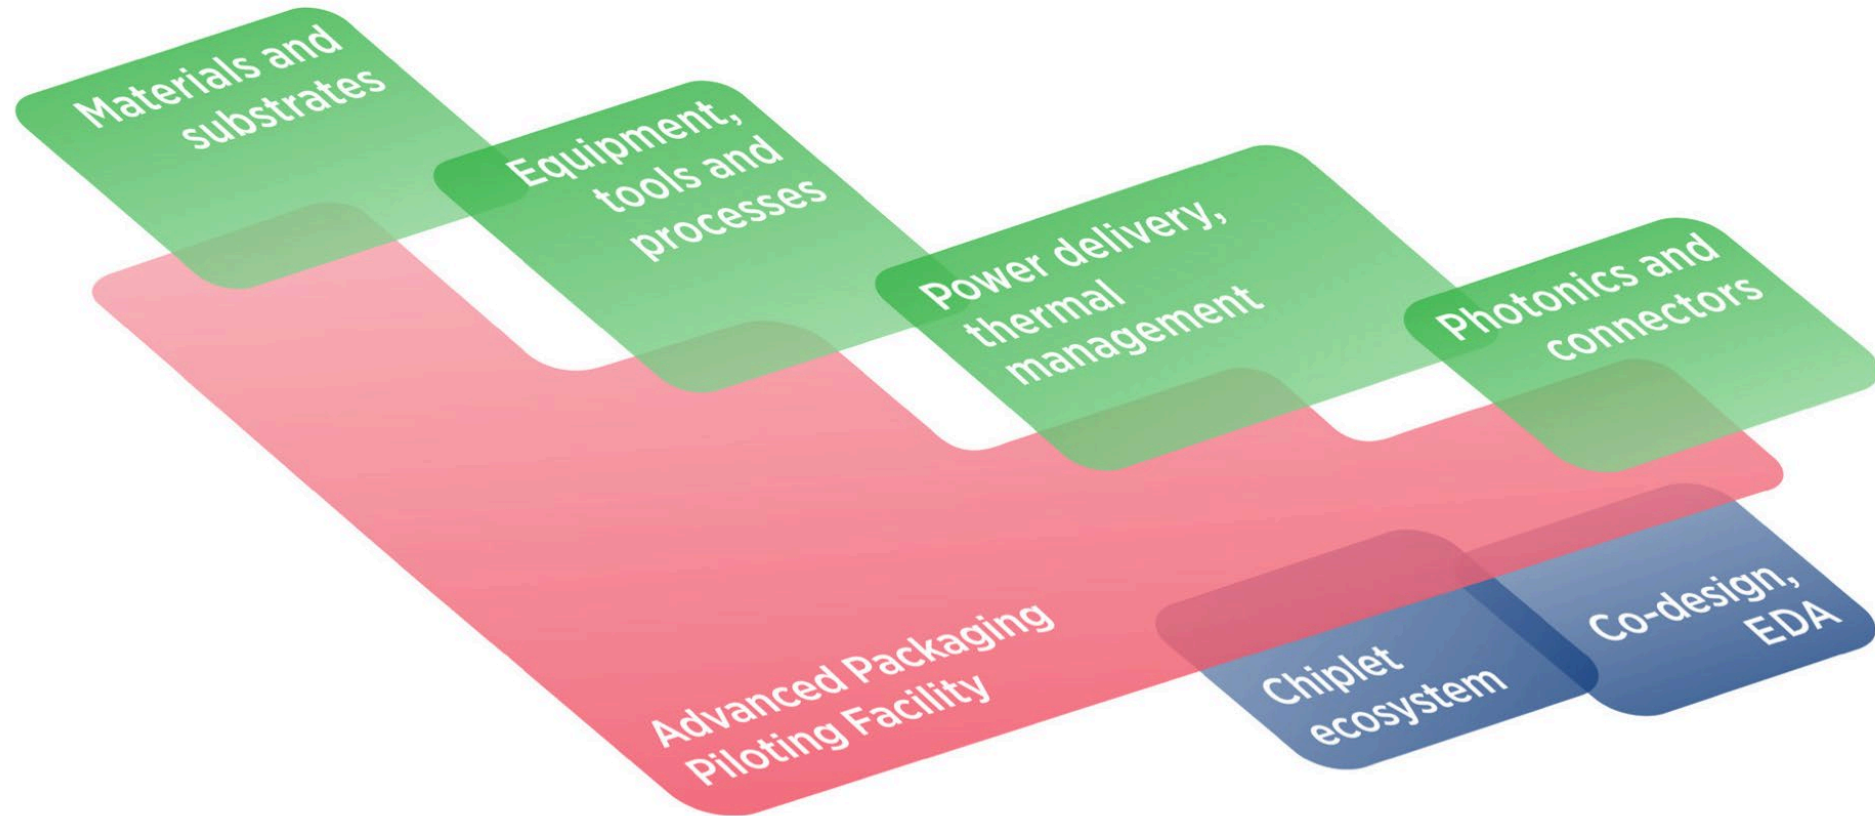 Materials and
substrates
Equipment,
tools and
processes
Power delivery,
thermal
management
Photonics and
connectors
Advanced Packaging
Piloting Facility
Chiplet
ecosystem
Co-design,
EDA